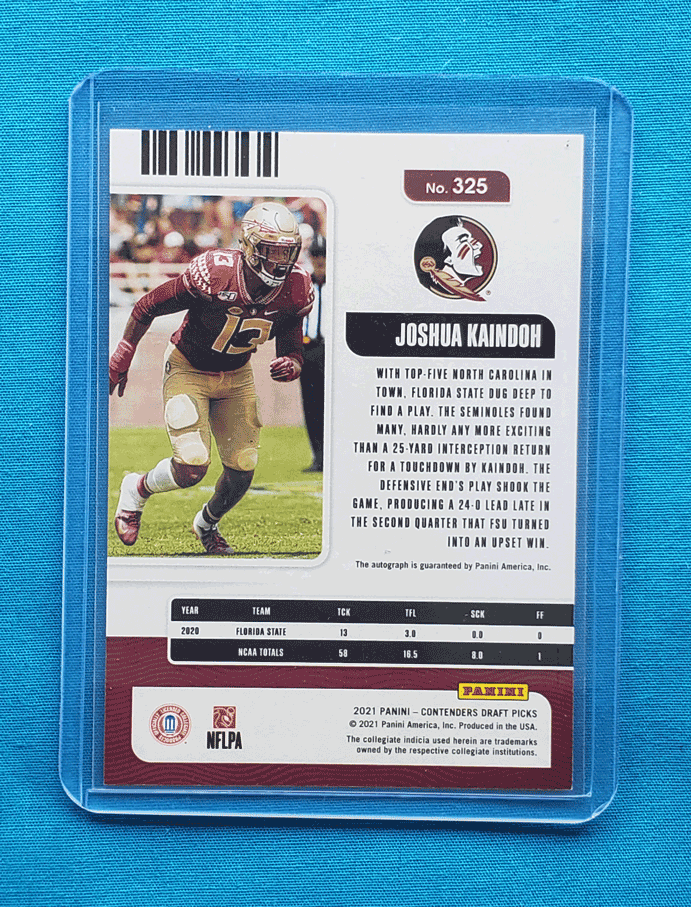 No. 325
13
13
JOSHUA KAINDOH
WITH TOP-FIVE NORTH CAROLINA IN
TOWN, FLORIDA STATE DUG DEEP TO
FIND A PLAY. THE SEMINOLES FOUND
MANY, HARDLY ANY MORE EXCITING
THAN A 25-YARD INTERCEPTION RETURN
FOR A TOUCHDOWN BY KAINDOH. THE
DEFENSIVE END'S PLAY SHOOK THE
GAME, PRODUCING A 24-0 LEAD LATE IN
THE SECOND QUARTER THAT FSU TURNED
INTO AN UPSET WIN.
The autograph is guaranteed by Panini America, Inc.
YEAR TEAM TCK TFL SCK FF
2020 FLORIDA STATE 13 3.0 0.0 0
NCAA TOTALS 58 16.5 8.0 1
PANINI
2021 PANINI – CONTENDERS DRAFT PICKS
© 2021 Panini America, Inc. Produced in the USA.
The collegiate indicia used herein are trademarks
owned by the respective collegiate institutions.
OFFICIALLY LICENSED COLLEGIATE PRODUCTS
NFLPA